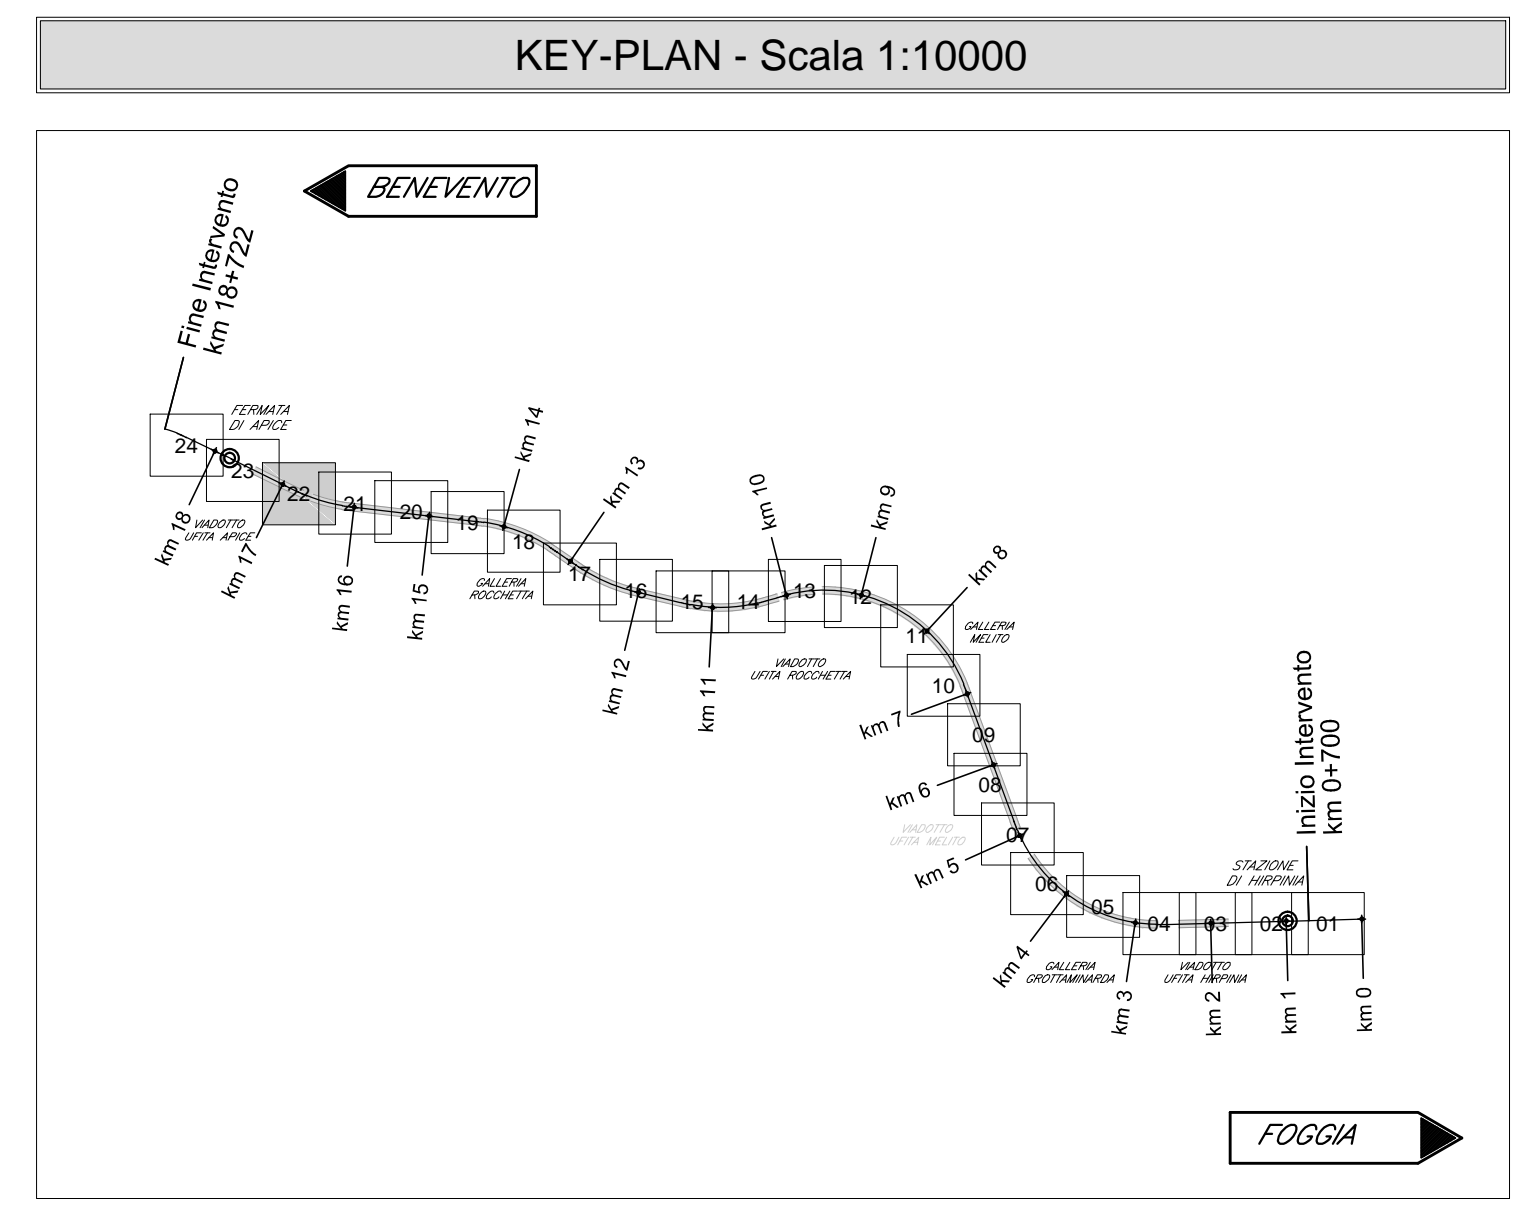 KEY-PLAN - Scala 1:10000
BENEVENTO
Fine Intervento
km 18+722
FERMATA
DI APICE
24
23
22
21
20
19
18
17
16
15
14
13
12
11
10
09
08
07
06
05
04
03
02
01
km 18
km 17
km 16
km 15
km 14
km 13
km 12
km 11
km 10
km 9
km 8
km 7
km 6
km 5
km 4
km 3
km 2
km 1
km 0
VIADOTTO
UFITA APICE
GALLERIA
ROCCHETTA
VIADOTTO
UFITA ROCCHETTA
GALLERIA
MELITO
VIADOTTO
UFITA MELITO
GALLERIA
GROTTAMINARDA
VIADOTTO
UFITA HIRPINIA
STAZIONE
DI HIRPINIA
Inizio Intervento
km 0+700
FOGGIA